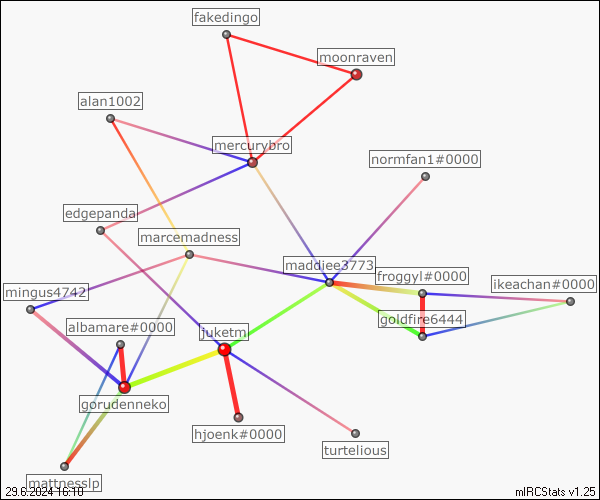 fakedingo
moonraven
alan1002
mercurybro
normfan1#0000
edgepanda
marcemadness
maddiee3773
froggyl#0000
ikeachan#0000
mingus4742
albamare#0000
juketm
goldfire6444
gorudenneko
hjoenk#0000
turtelious
mattnesslp
29.6.2024 16:10
mIRCStats v1.25